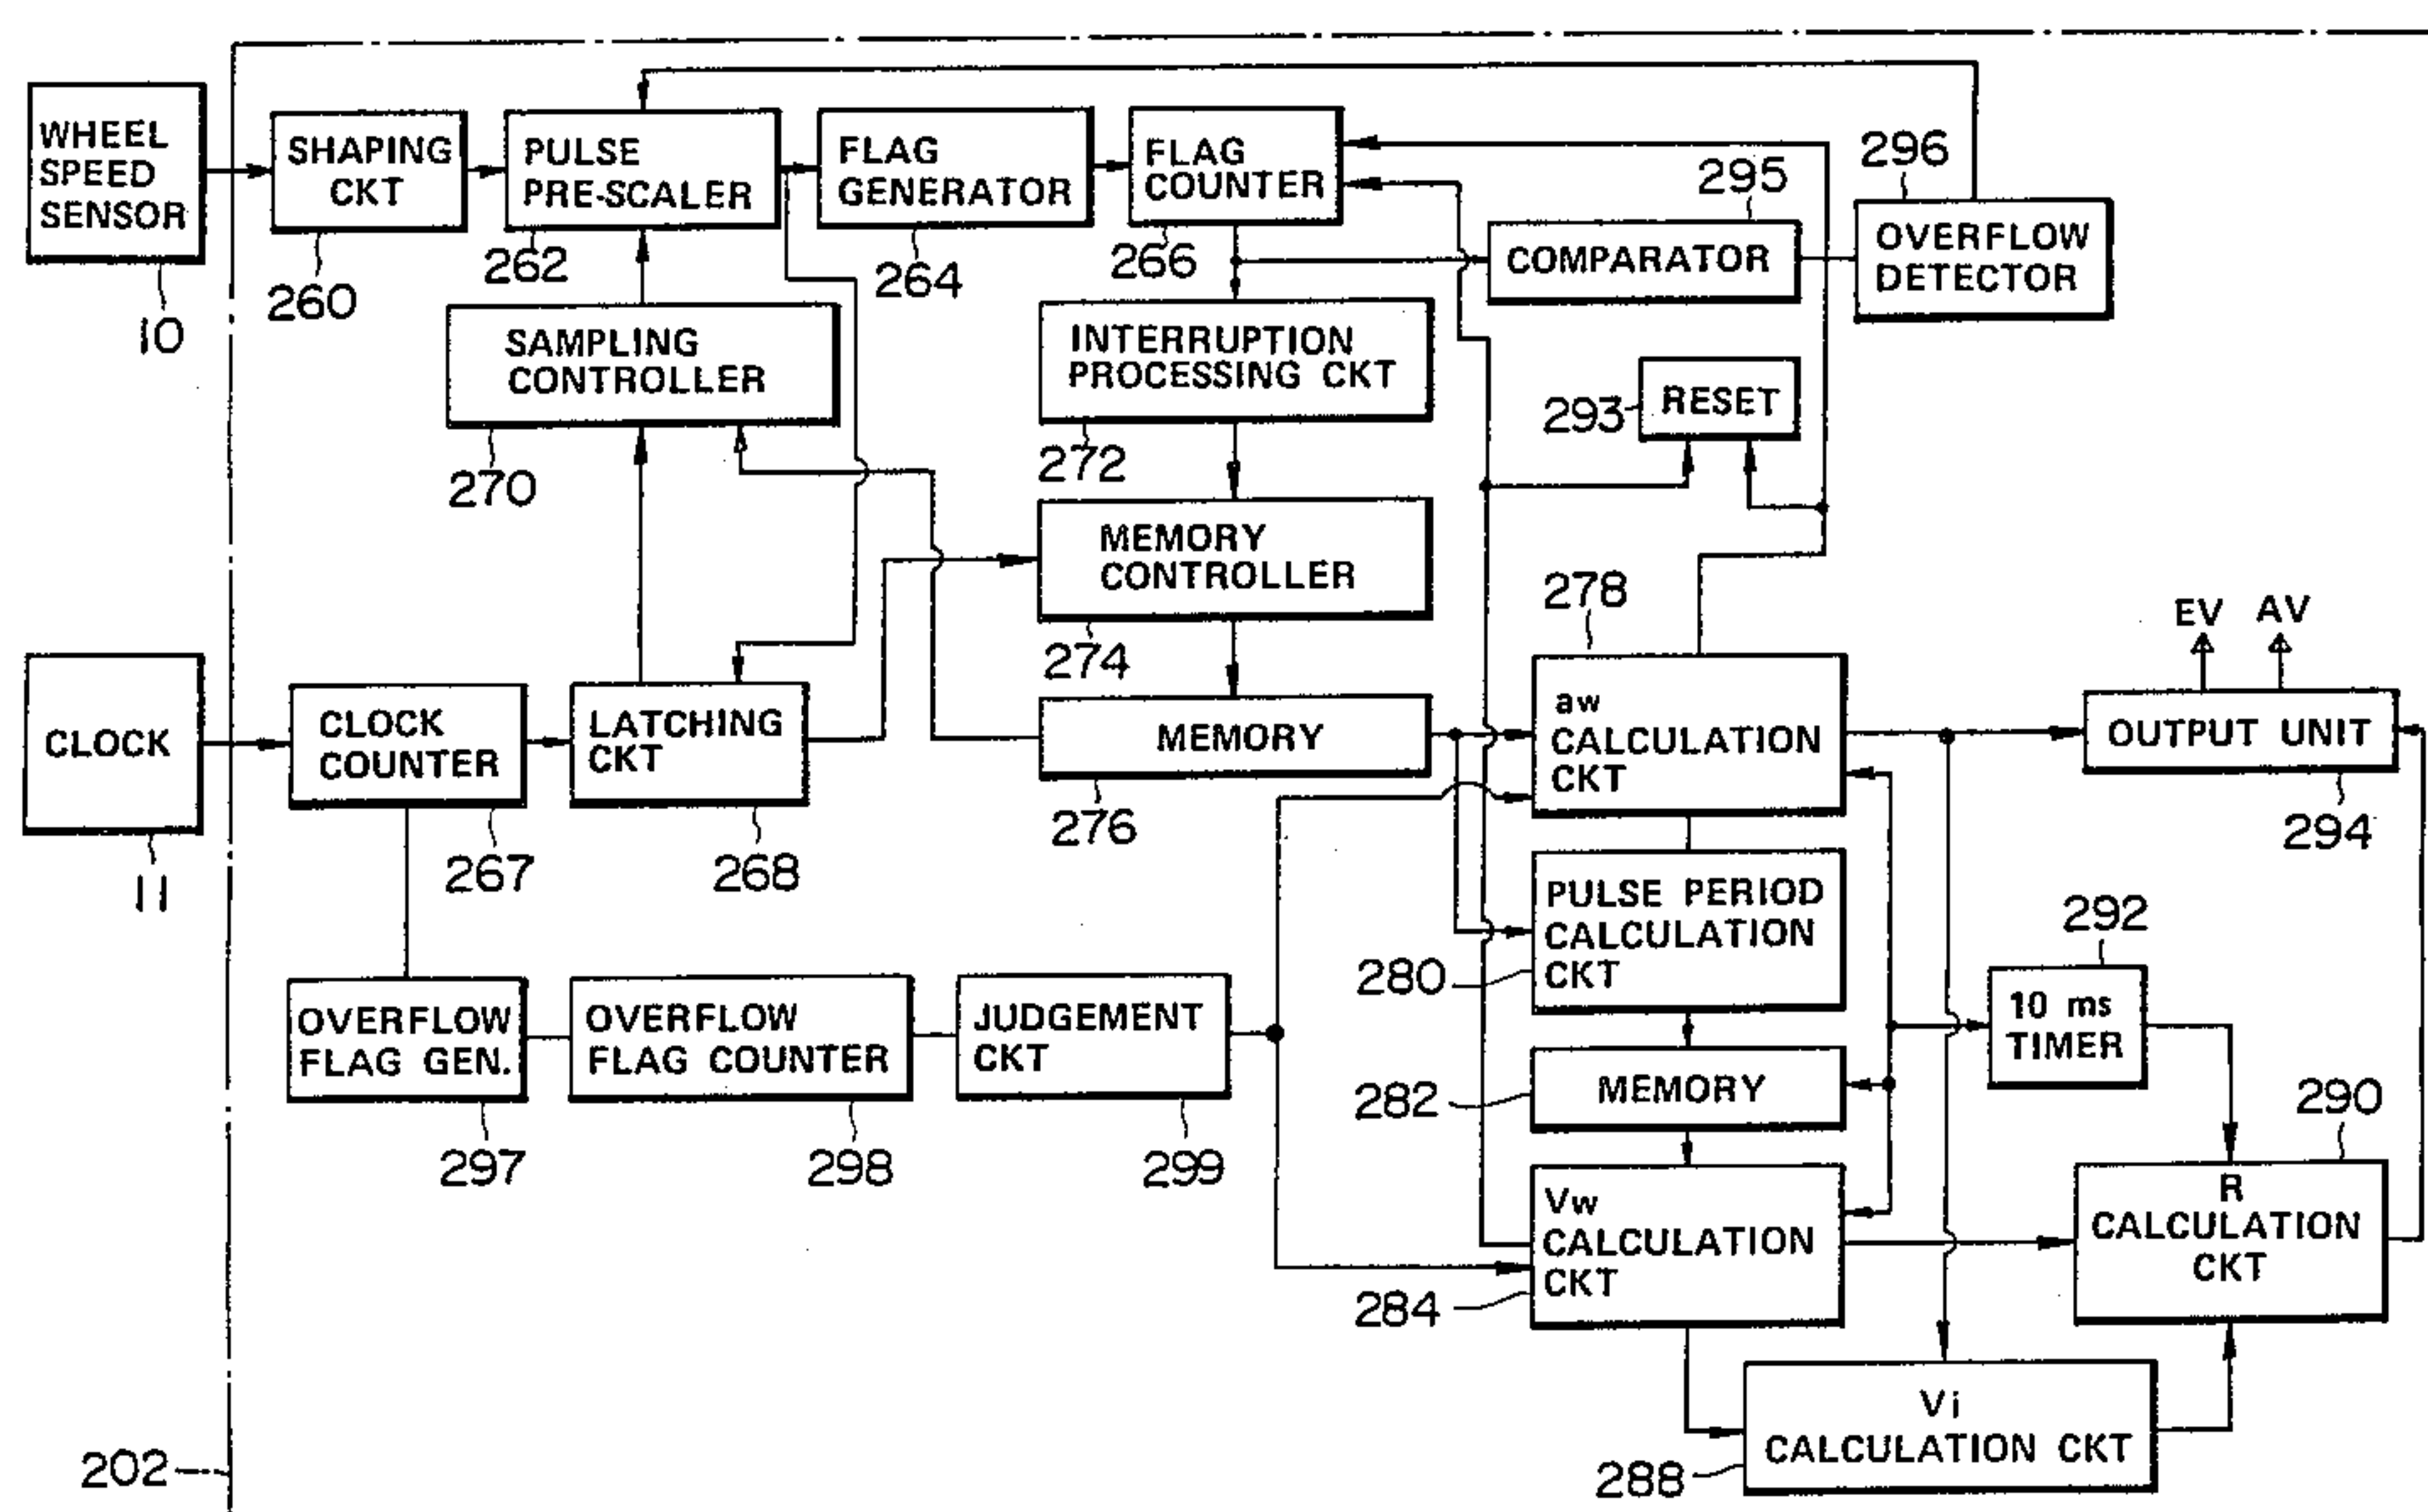 WHEEL
SPEED
SENSOR
10
SHAPING
CKT
260
PULSE
PRE-SCALER
262
FLAG
GENERATOR
264
FLAG
COUNTER
266
295
COMPARATOR
296
OVERFLOW
DETECTOR
SAMPLING
CONTROLLER
270
INTERRUPTION
PROCESSING CKT
272
293
RESET
MEMORY
CONTROLLER
274
CLOCK
11
CLOCK
COUNTER
267
LATCHING
CKT
268
MEMORY
276
278
aw
CALCULATION
CKT
EV AV
OUTPUT UNIT
294
PULSE PERIOD
CALCULATION
CKT
280
292
10 ms
TIMER
OVERFLOW
FLAG GEN.
297
OVERFLOW
FLAG COUNTER
298
JUDGEMENT
CKT
299
MEMORY
282
290
R
CALCULATION
CKT
Vw
CALCULATION
CKT
284
Vi
CALCULATION CKT
288
202